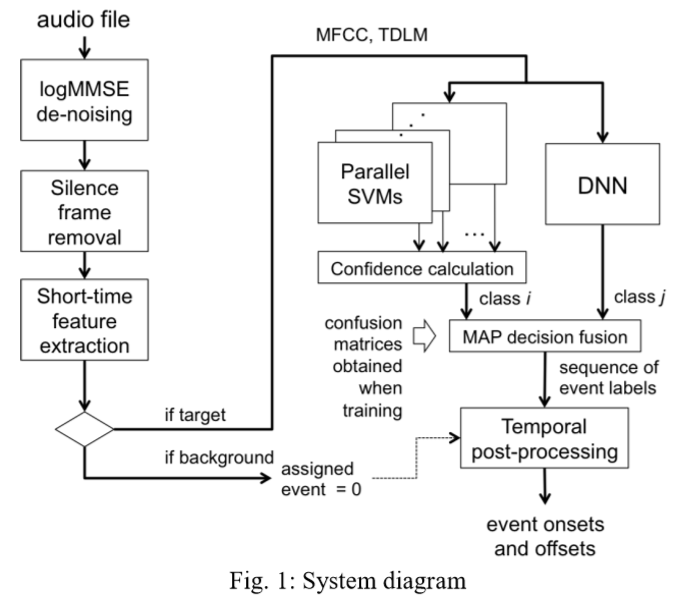 audio file
logMMSE
de-noising
Silence
frame
removal
Short-time
feature
extraction
if target
if background
assigned
event = 0
MFCC, TDLM
Parallel
SVMs
...
...
DNN
Confidence calculation
class i
class j
confusion
matrices
obtained
when
training
MAP decision fusion
sequence of
event labels
Temporal
post-processing
event onsets
and offsets
Fig. 1: System diagram